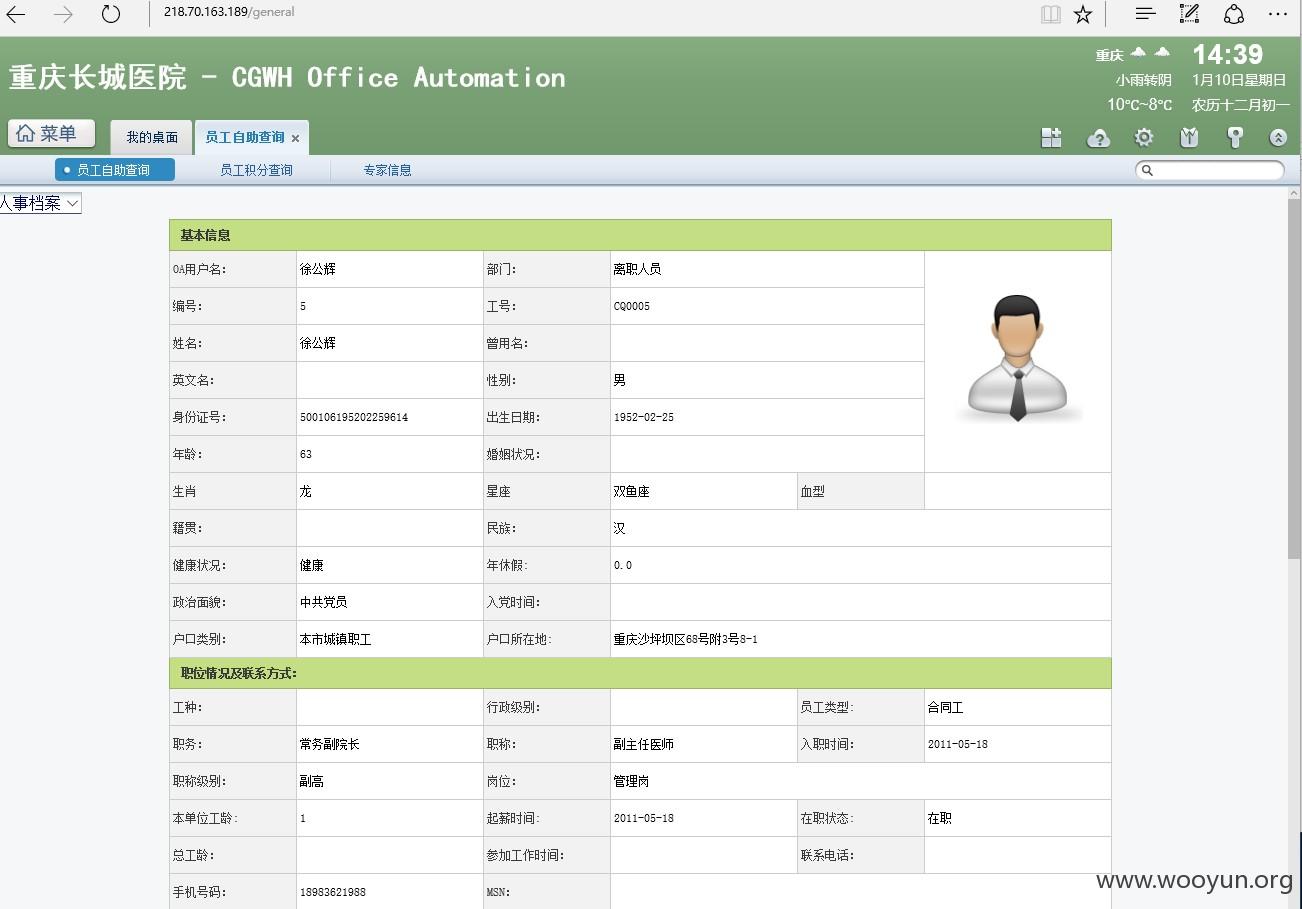 218.70.163.189/general
重庆长城医院 - CGWH Office Automation
重庆 14:39
小雨转阴 1月10日星期日
10℃~8℃ 农历十二月初一
菜单 我的桌面 员工自助查询 ×
员工自助查询 员工积分查询 专家信息
人事档案
基本信息
OA用户名: 徐公辉 部门: 离职人员
编号: 5 工号: CQ0005
姓名: 徐公辉 曾用名:
英文名: 性别: 男
身份证号: 500106195202259614 出生日期: 1952-02-25
年龄: 63 婚姻状况:
生肖 龙 星座 双鱼座 血型
籍贯: 民族: 汉
健康状况: 健康 年休假: 0.0
政治面貌: 中共党员 入党时间:
户口类别: 本市城镇职工 户口所在地: 重庆沙坪坝区68号附3号8-1
职位情况及联系方式:
工种: 行政级别: 员工类型: 合同工
职务: 常务副院长 职称: 副主任医师 入职时间: 2011-05-18
职称级别: 副高 岗位: 管理岗
本单位工龄: 1 起薪时间: 2011-05-18 在职状态: 在职
总工龄: 参加工作时间: 联系电话:
手机号码: 18983621988 MSN:
www.wooyun.org